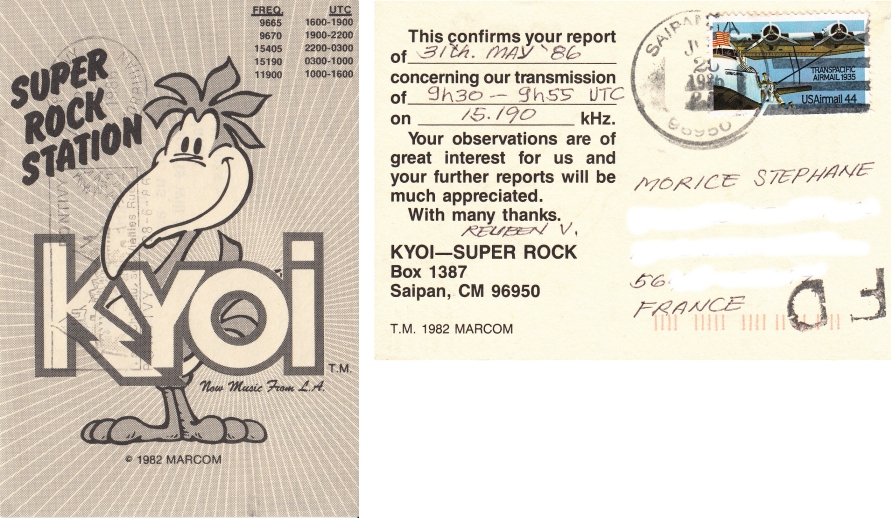 FREQ. UTC
9665 1600-1900
9670 1900-2200
15405 2200-0300
15190 0300-1000
11900 1000-1600
SUPER
ROCK
STATION
KYOI
T.M.
Now Music From L.A.
© 1982 MARCOM
This confirms your report
of 31th. MAY '86
concerning our transmission
of 9h30 - 9h55 UTC
on 15.190 kHz.
Your observations are of
great interest for us and
your further reports will be
much appreciated.
With many thanks.
REUBEN V.
KYOI—SUPER ROCK
Box 1387
Saipan, CM 96950
T.M. 1982 MARCOM
SAIPAN
96950
TRANSPACIFIC
AIRMAIL 1935
USAirmail 44
MORICE STEPHANE
56
FRANCE